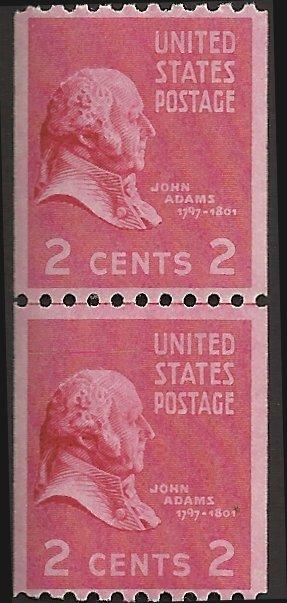 UNITED
STATES
POSTAGE
JOHN
ADAMS
1797-1801
2 CENTS 2
UNITED
STATES
POSTAGE
JOHN
ADAMS
1797-1801
2 CENTS 2